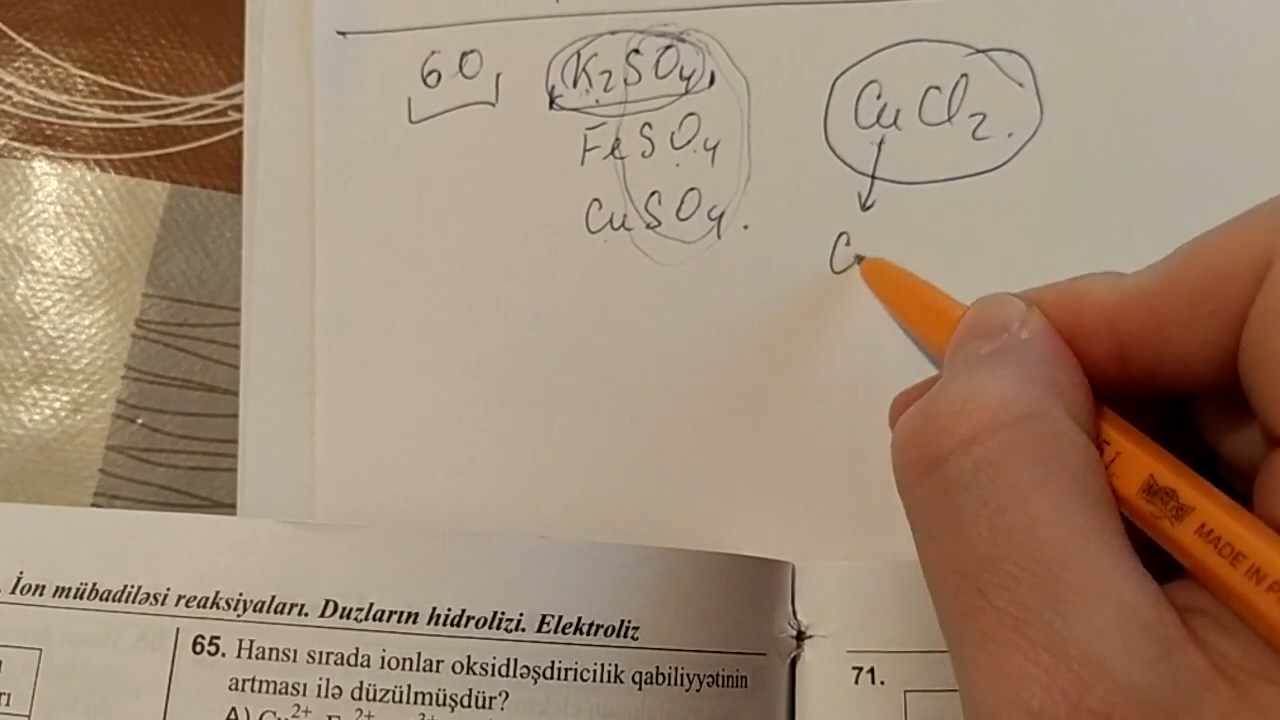 60
K2SO4,
FeSO4
CuSO4.
CuCl2.
C
MADE IN
İon mübadiləsi reaksiyaları. Duzların hidrolizi. Elektroliz
65. Hansı sırada ionlar oksidləşdiricilik qabiliyyətinin
artması ilə düzülmüşdür?
A)
71.